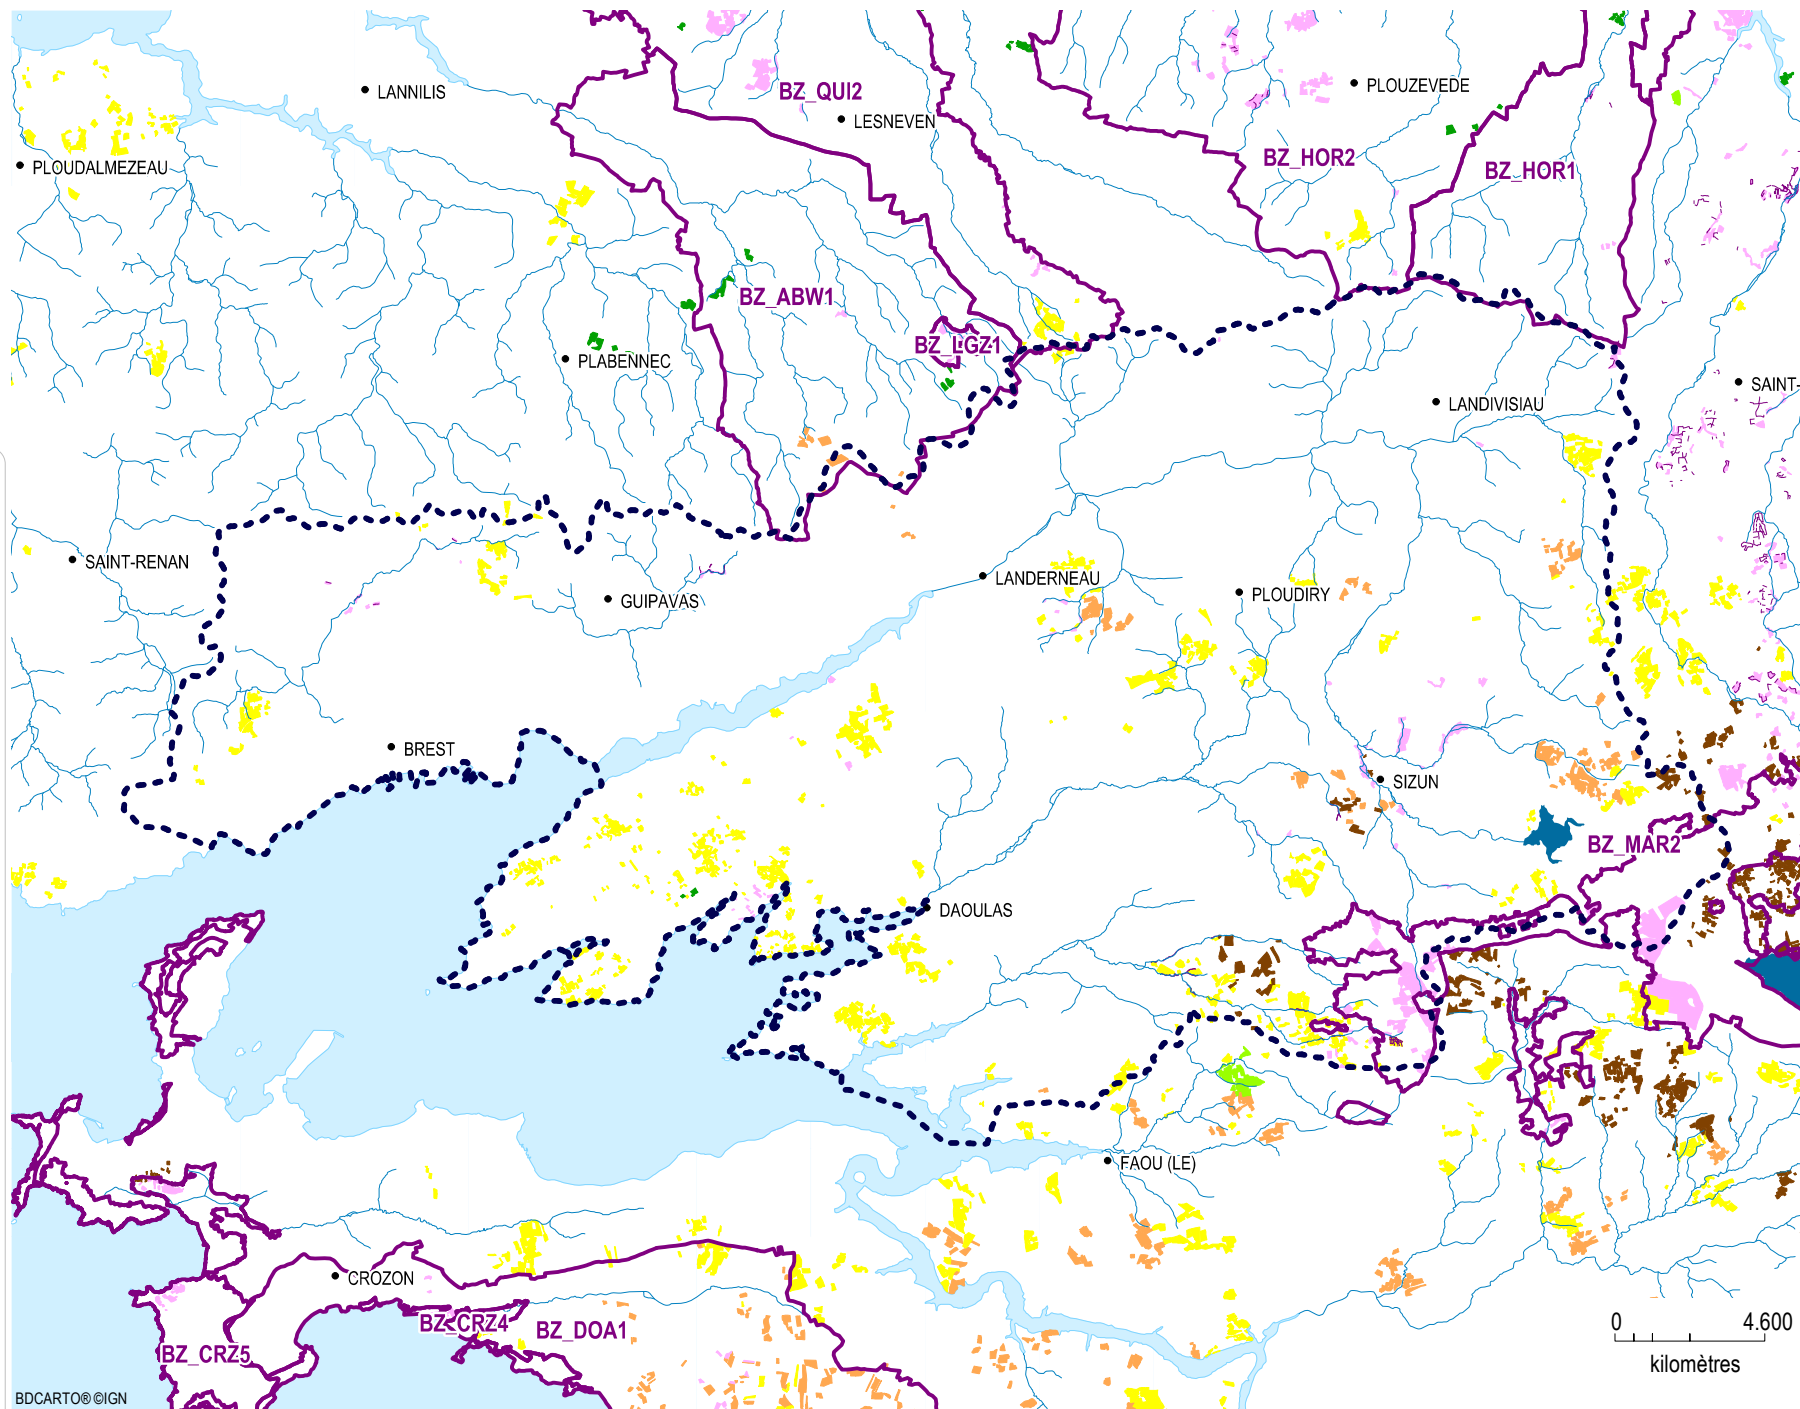 LANNILIS
BZ_QUI2
LESNEVEN
PLOUZEVEDE
PLOUDALMEZEAU
BZ_HOR2
BZ_HOR1
BZ_ABW1
BZ_LGZ1
PLABENNEC
SAINT-
LANDIVISIAU
SAINT-RENAN
LANDERNEAU
GUIPAVAS
PLOUDIRY
BREST
SIZUN
BZ_MAR2
DAOULAS
FAOU (LE)
CROZON
BZ_CRZ4
BZ_DOA1
BZ_CRZ5
0 4.600
kilomètres
BDCARTO® ©IGN